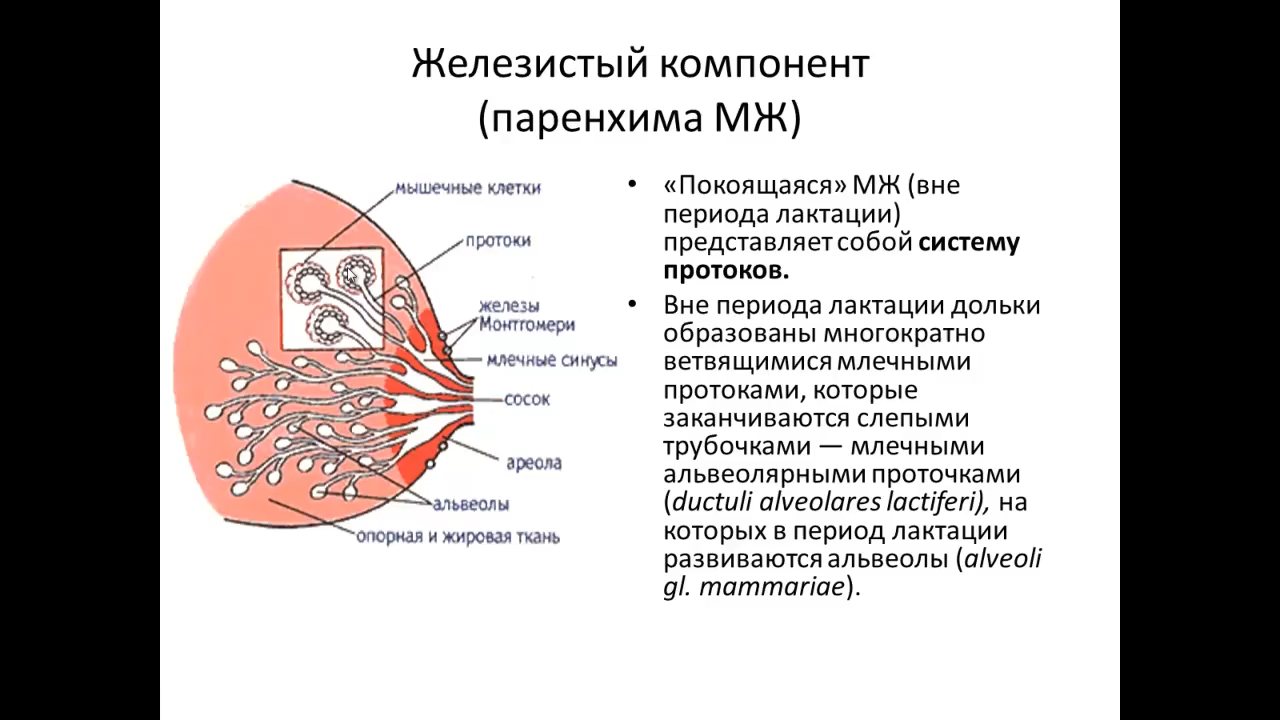 Железистый компонент
(паренхима МЖ)
мышечные клетки
протоки
железы
Монтгомери
млечные синусы
сосок
ареола
альвеолы
опорная и жировая ткань
• «Покоящаяся» МЖ (вне
периода лактации)
представляет собой систему
протоков.
• Вне периода лактации дольки
образованы многократно
ветвящимися млечными
протоками, которые
заканчиваются слепыми
трубочками — млечными
альвеолярными проточками
(ductuli alveolares lactiferi), на
которых в период лактации
развиваются альвеолы (alveoli
gl. mammariae).